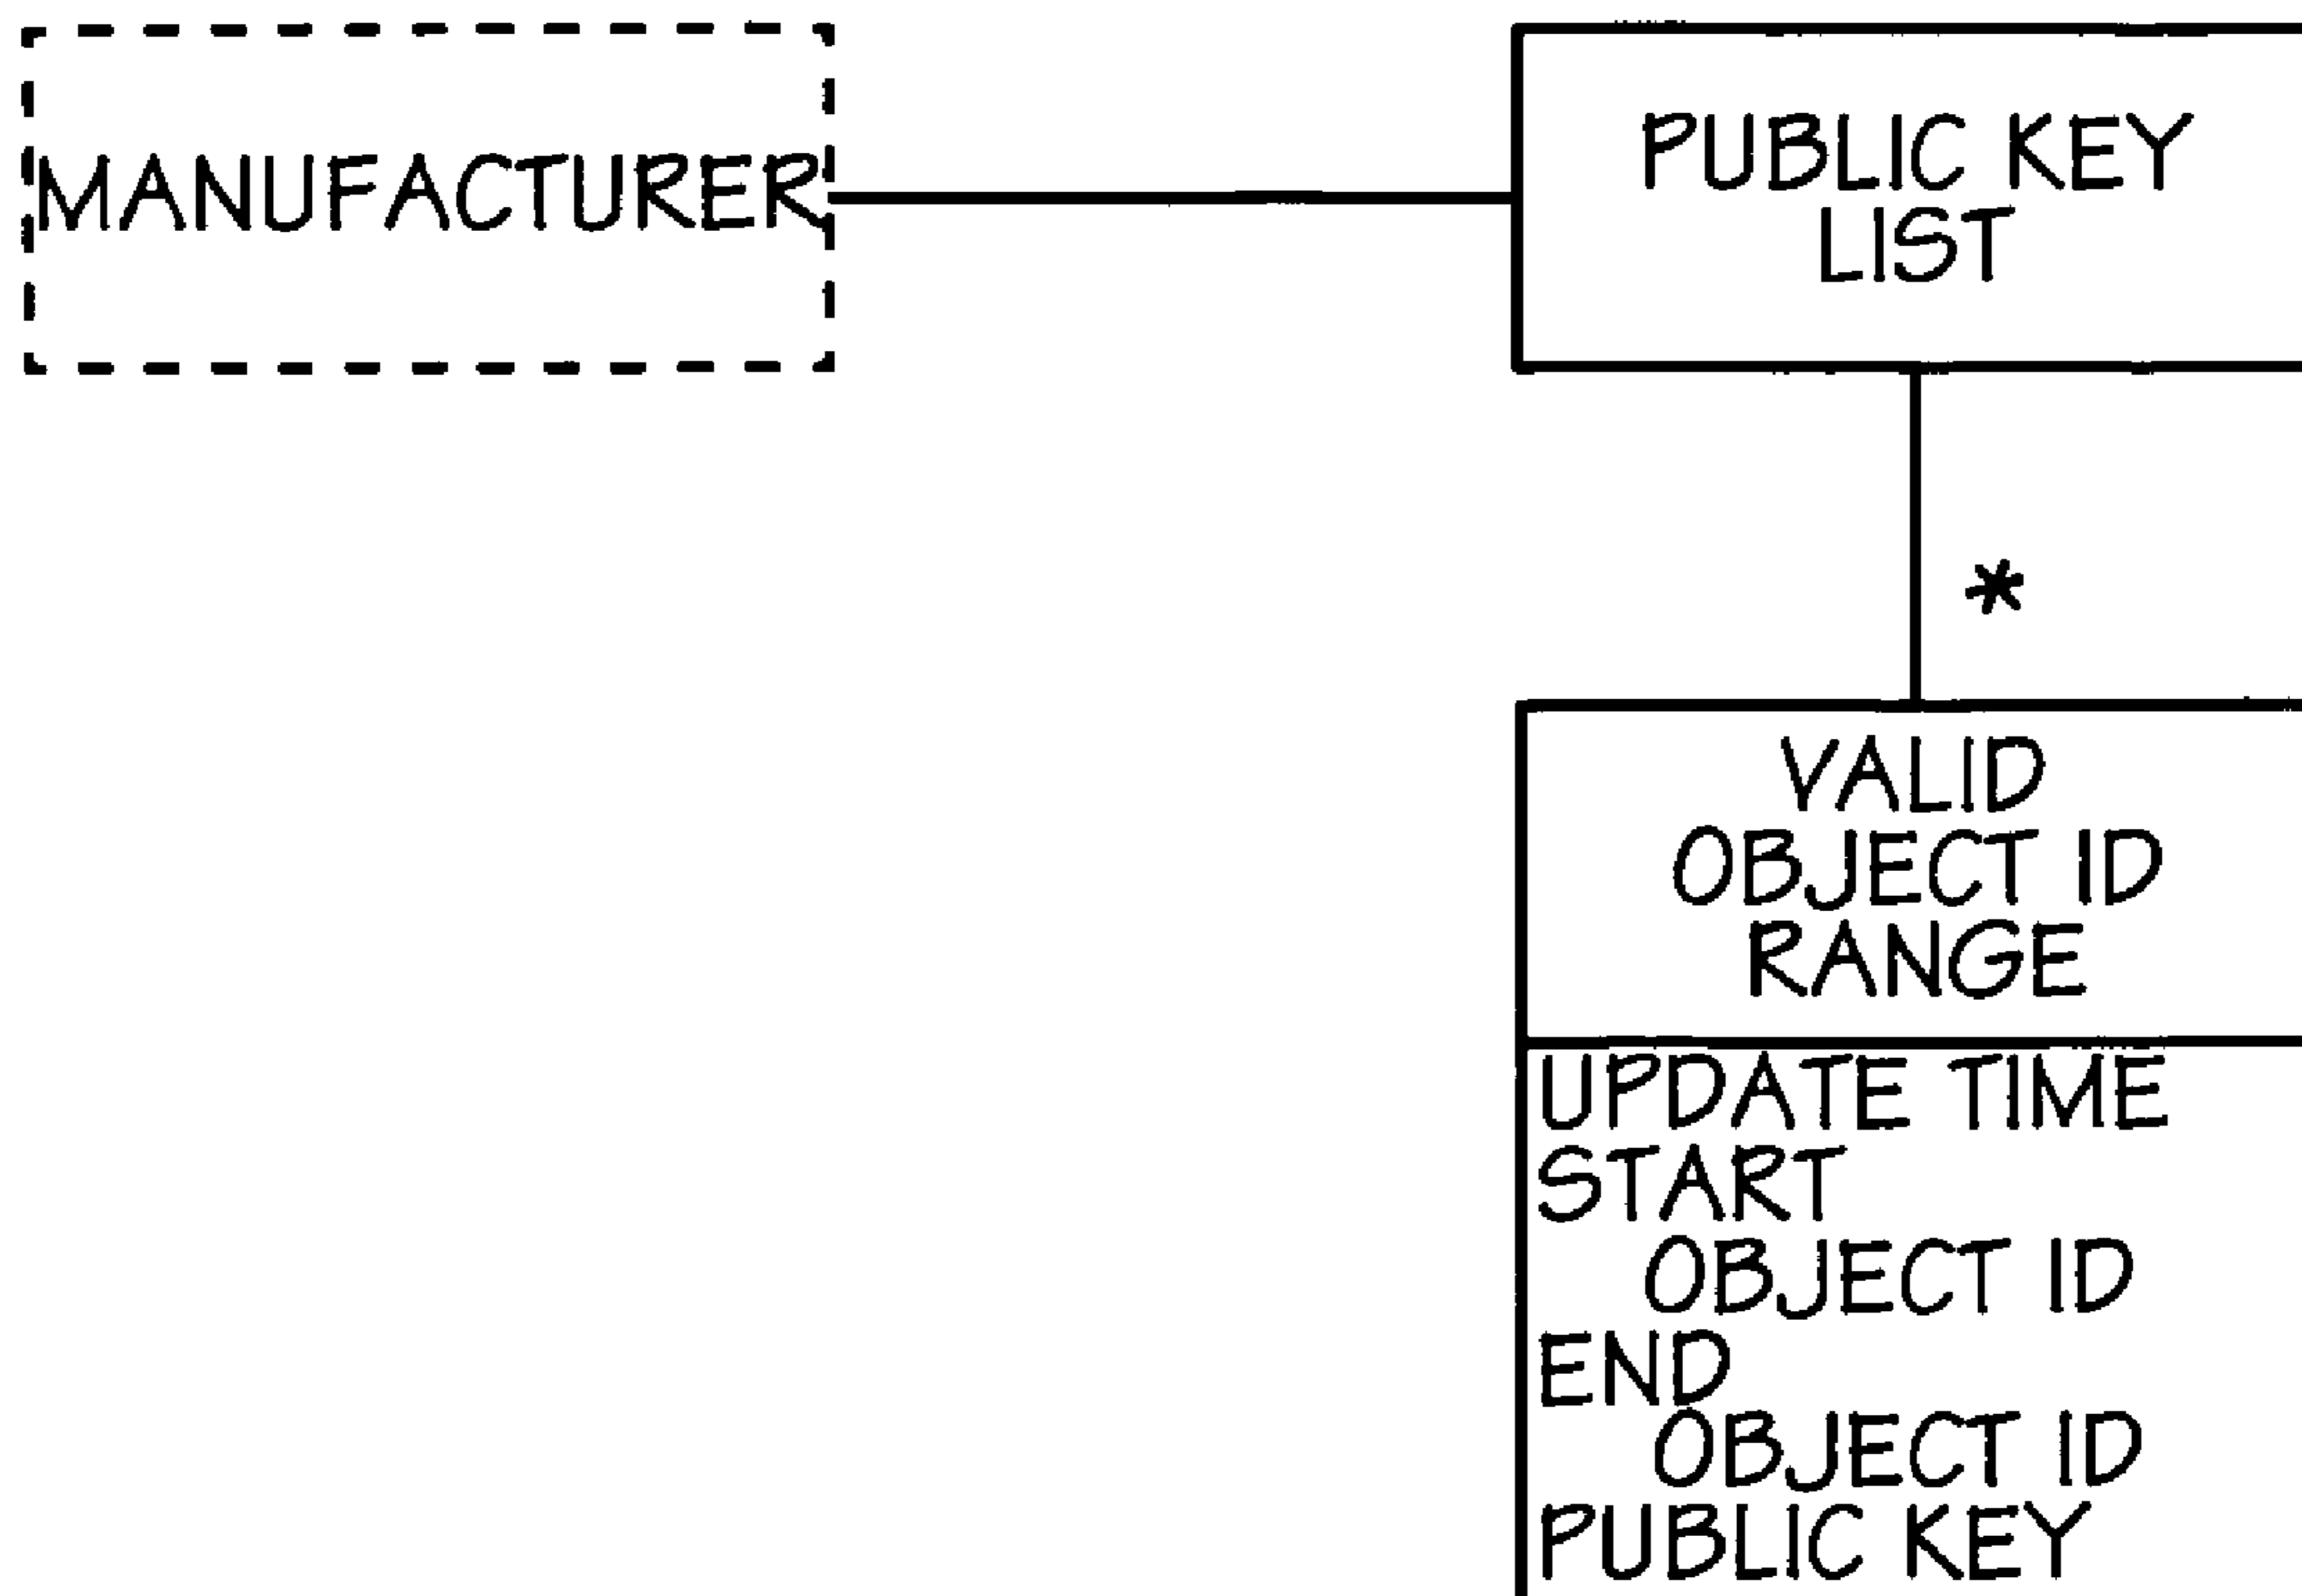 MANUFACTURER
PUBLIC KEY
LIST
*
VALID
OBJECT ID
RANGE
UPDATE TIME
START
OBJECT ID
END
OBJECT ID
PUBLIC KEY